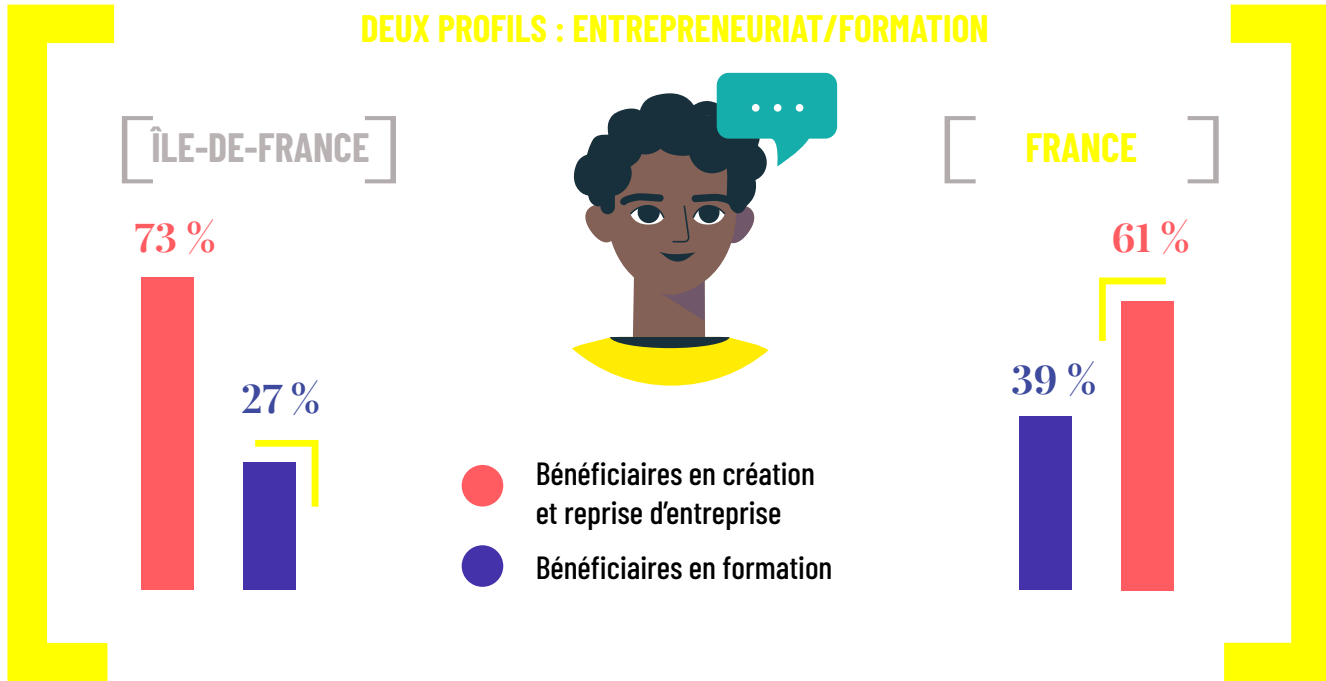 DEUX PROFILS : ENTREPRENEURIAT/FORMATION
ÎLE-DE-FRANCE
73 %
27 %
FRANCE
61 %
39 %
Bénéficiaires en création
et reprise d’entreprise
Bénéficiaires en formation